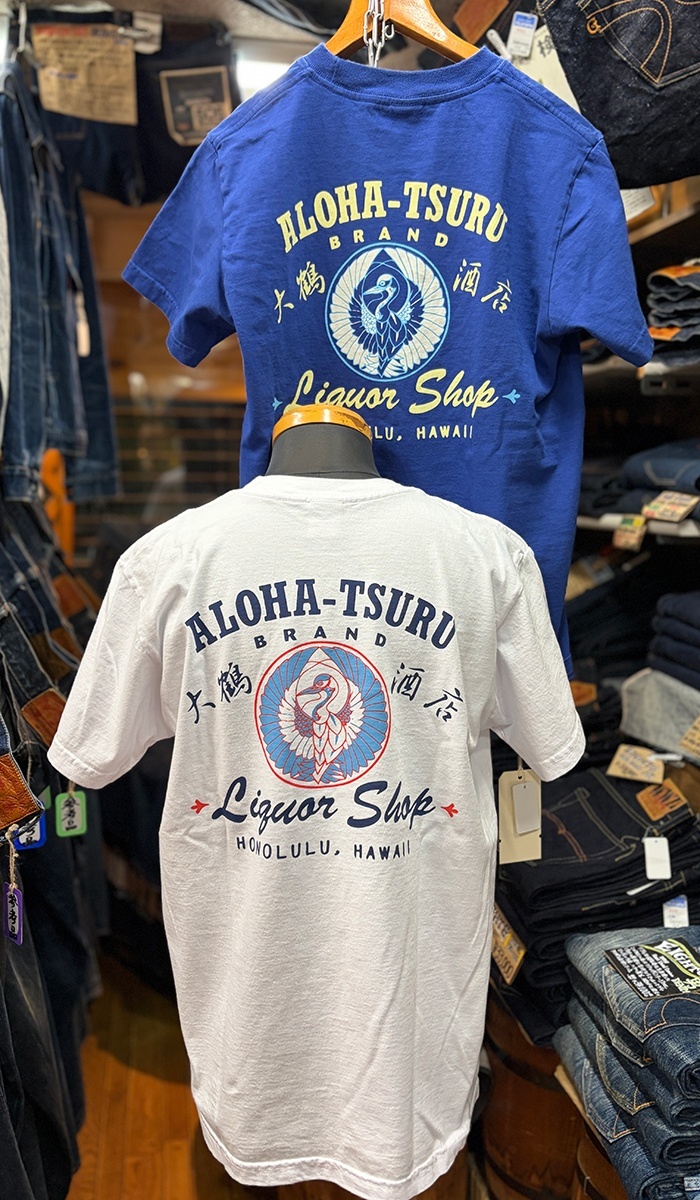 ALOHA-TSURU
BRAND
大鶴 酒店
Liquor Shop
LULU, HAWAII
ALOHA-TSURU
BRAND
大鶴 酒店
Liquor Shop
HONOLULU, HAWAII